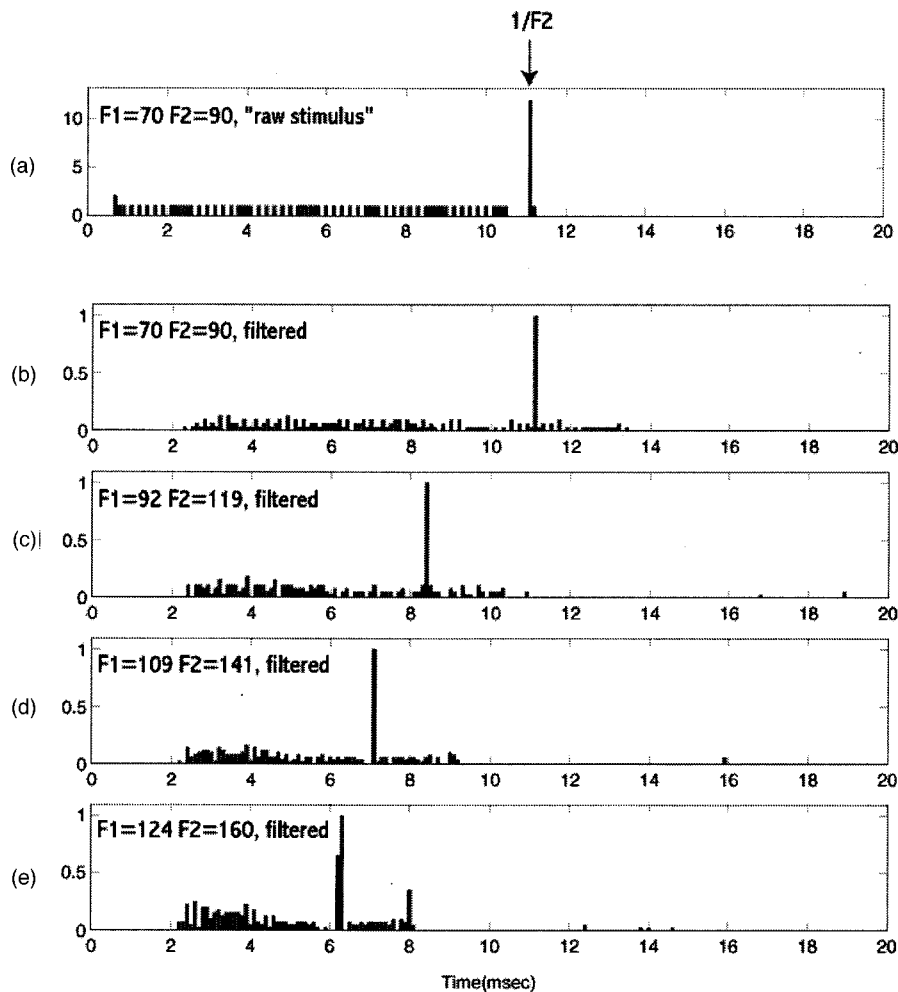 1/F2
(a)
F1=70 F2=90, "raw stimulus"
10
5
0
0 2 4 6 8 10 12 14 16 18 20
(b)
F1=70 F2=90, filtered
1
0.5
0
0 2 4 6 8 10 12 14 16 18 20
(c)
F1=92 F2=119, filtered
1
0.5
0
0 2 4 6 8 10 12 14 16 18 20
(d)
F1=109 F2=141, filtered
1
0.5
0
0 2 4 6 8 10 12 14 16 18 20
(e)
F1=124 F2=160, filtered
1
0.5
0
0 2 4 6 8 10 12 14 16 18 20
Time(msec)